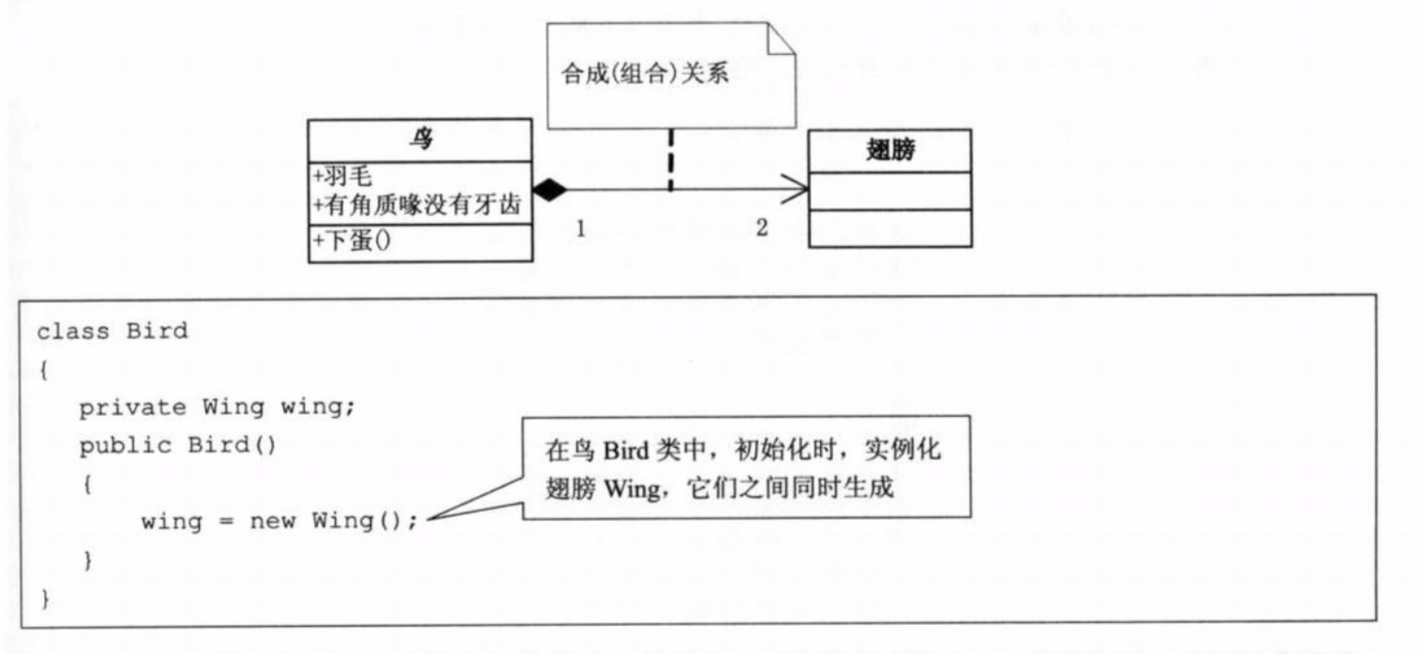 合成(组合)关系
鸟
+羽毛
+有角质喙没有牙齿
+下蛋()
1
2
翅膀
class Bird
{
private Wing wing;
public Bird()
{
wing = new Wing();
}
}
在鸟 Bird 类中，初始化时，实例化
翅膀 Wing，它们之间同时生成